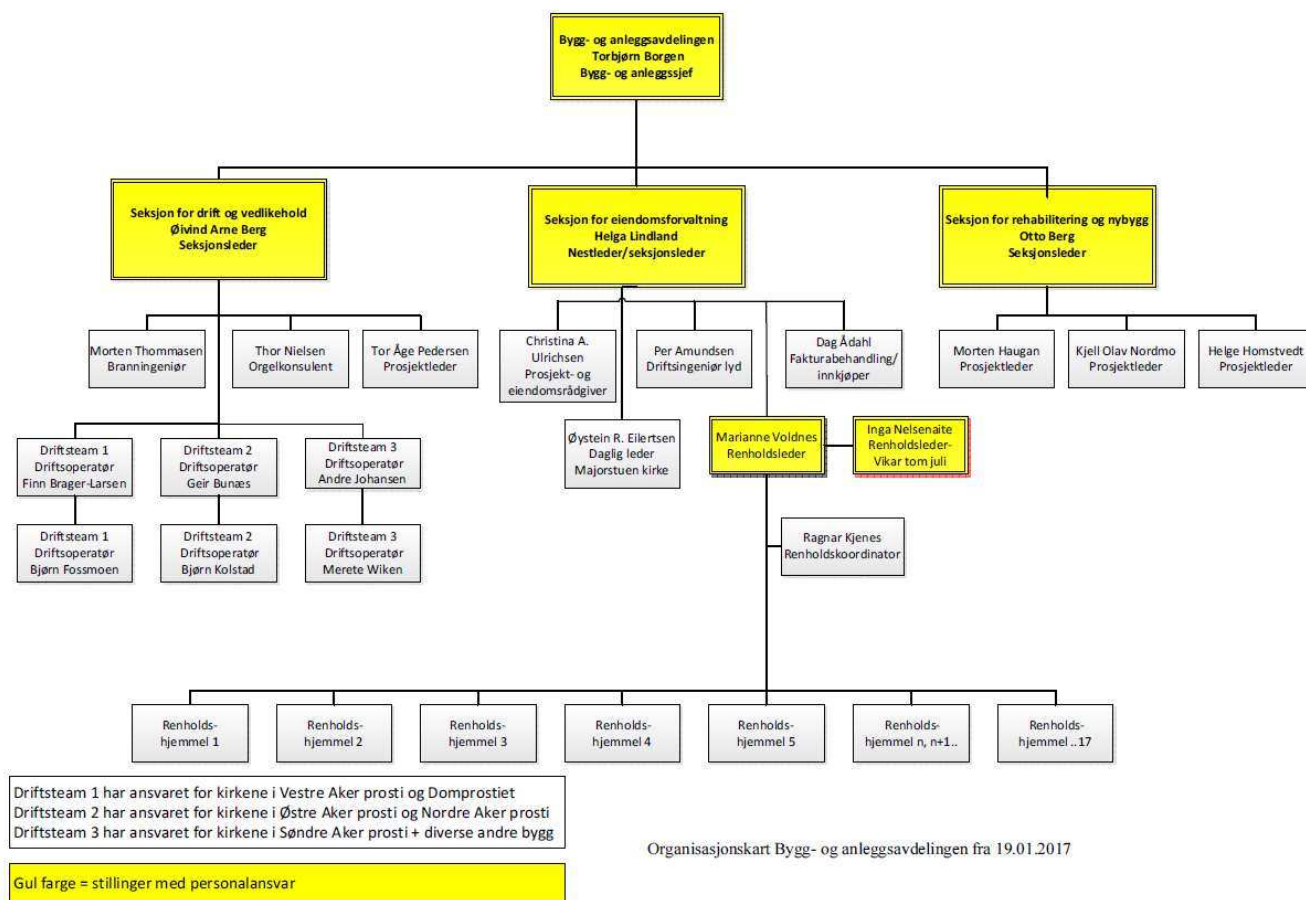 Bygg- og anleggsavdelingen
Torbjørn Borgen
Bygg- og anleggssjef
Seksjon for drift og vedlikehold
Øivind Arne Berg
Seksjonsleder
Seksjon for eiendomsforvaltning
Helga Lindland
Nestleder/seksjonsleder
Seksjon for rehabilitering og nybygg
Otto Berg
Seksjonsleder
Morten Thommasen
Branningeniør
Thor Nielsen
Orgelkonsulent
Tor Åge Pedersen
Prosjektleder
Christina A.
Ulrichsen
Prosjekt- og
eiendomsrådgiver
Per Amundsen
Driftsingeniør lyd
Dag Ådahl
Fakturabehandling/
innkjøper
Morten Haugan
Prosjektleder
Kjell Olav Nordmo
Prosjektleder
Helge Homstvedt
Prosjektleder
Driftsteam 1
Driftsoperatør
Finn Brager-Larsen
Driftsteam 2
Driftsoperatør
Geir Bunæs
Driftsteam 3
Driftsoperatør
Andre Johansen
Øystein R. Eilertsen
Daglig leder
Majorstuen kirke
Marianne Voldnes
Renholdsleder
Inga Nelsenaite
Renholdsleder-
Vikar tom juli
Driftsteam 1
Driftsoperatør
Bjørn Fossmoen
Driftsteam 2
Driftsoperatør
Bjørn Kolstad
Driftsteam 3
Driftsoperatør
Merete Wiken
Ragnar Kjenes
Renholdskoordinator
Renholds-
hjemmel 1
Renholds-
hjemmel 2
Renholds-
hjemmel 3
Renholds-
hjemmel 4
Renholds-
hjemmel 5
Renholds-
hjemmel n, n+1..
Renholds-
hjemmel ..17
Driftsteam 1 har ansvaret for kirkene i Vestre Aker prosti og Domprostiet
Driftsteam 2 har ansvaret for kirkene i Østre Aker prosti og Nordre Aker prosti
Driftsteam 3 har ansvaret for kirkene i Søndre Aker prosti + diverse andre bygg
Organisasjonskart Bygg- og anleggsavdelingen fra 19.01.2017
Gul farge = stillinger med personalansvar